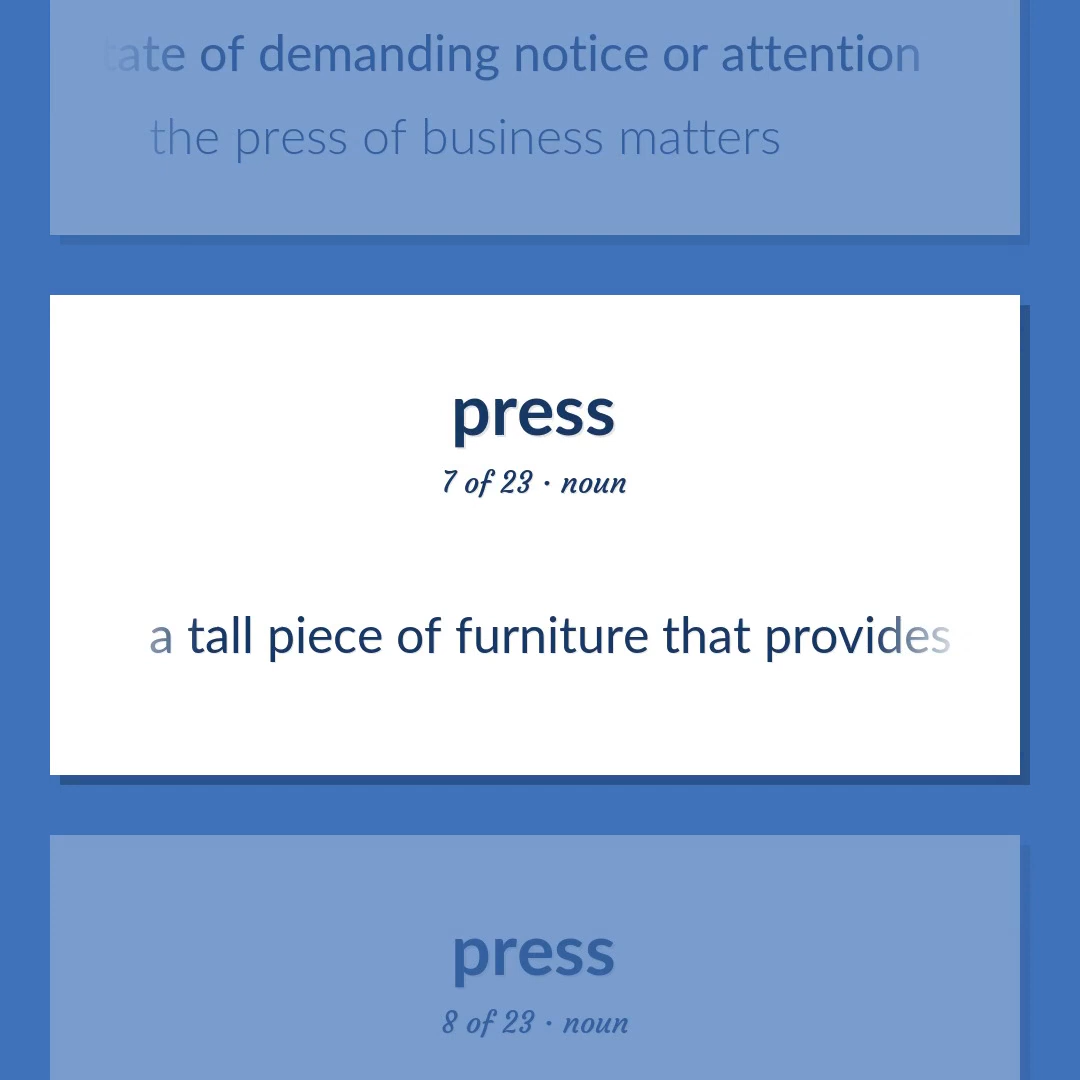 tate of demanding notice or attention
the press of business matters
press
7 of 23 · noun
a tall piece of furniture that provides
press
8 of 23 · noun